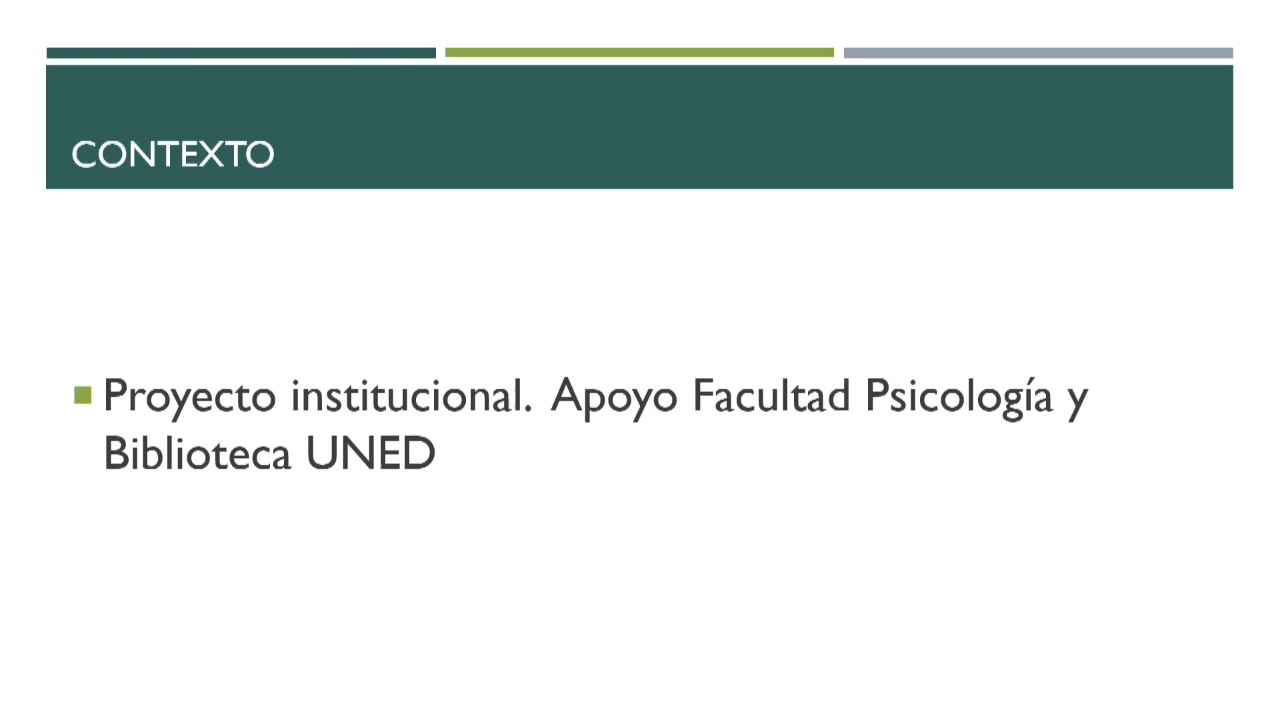 CONTEXTO
Proyecto institucional. Apoyo Facultad Psicología y
Biblioteca UNED